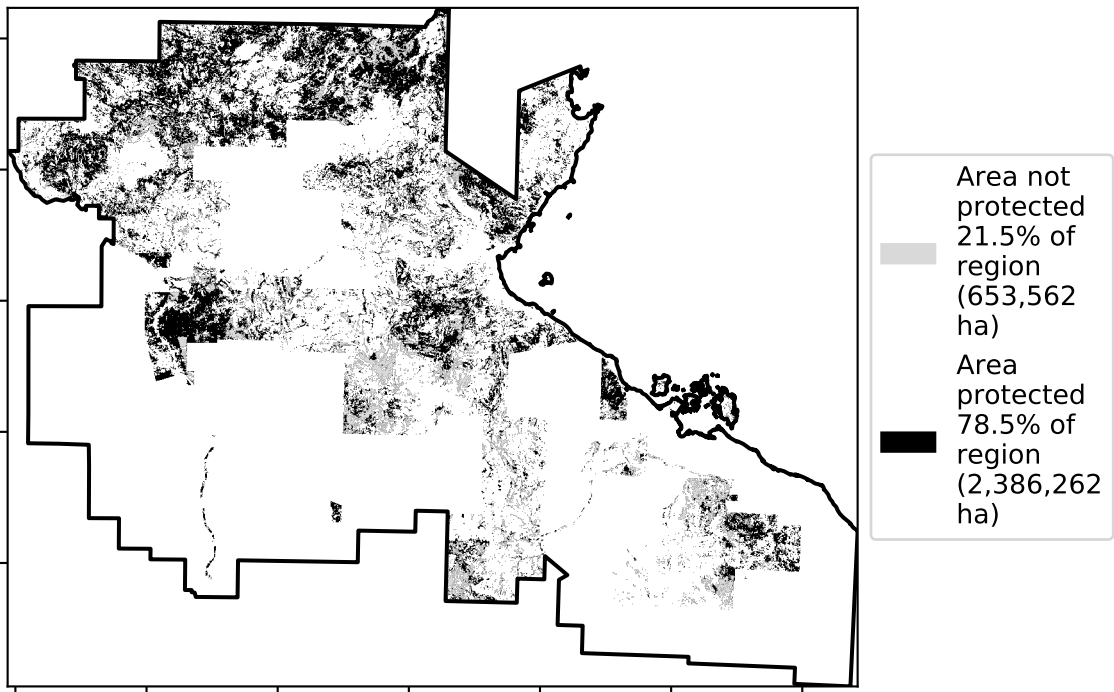 Area not
protected
21.5% of
region
(653,562
ha)
Area
protected
78.5% of
region
(2,386,262
ha)